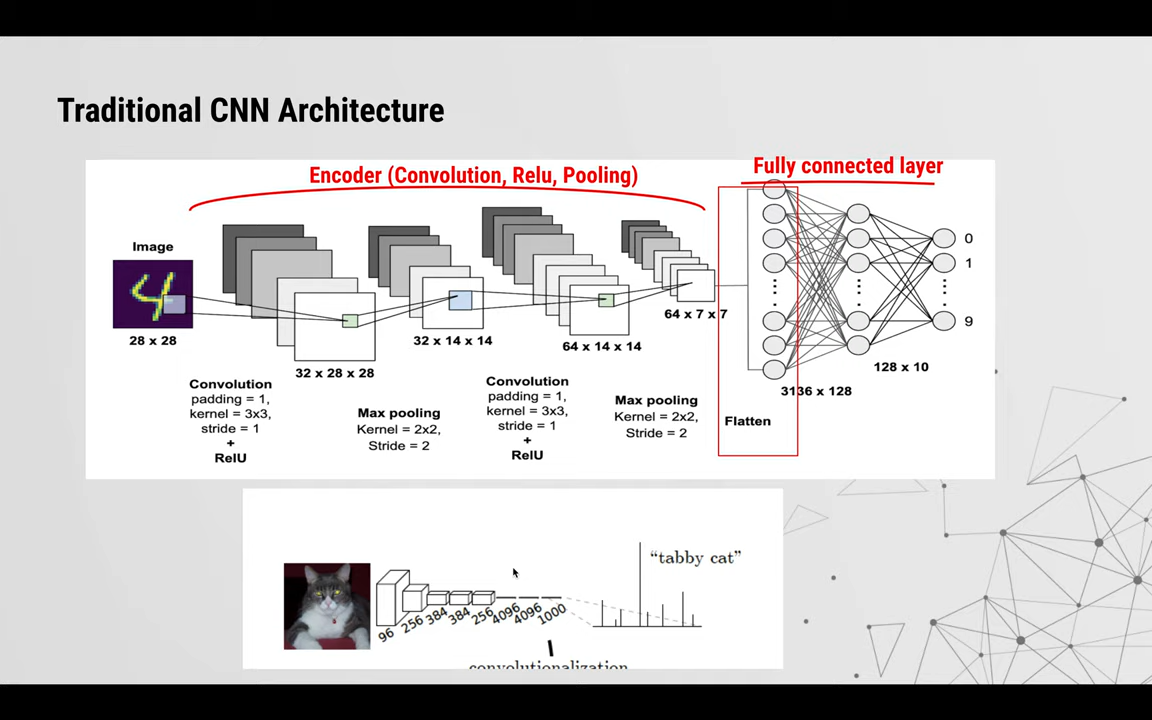 Traditional CNN Architecture
Encoder (Convolution, Relu, Pooling)
Fully connected layer
Image
28 x 28
32 x 28 x 28
32 x 14 x 14
64 x 14 x 14
64 x 7 x 7
0
1
9
3136 x 128
128 x 10
Convolution
padding = 1,
kernel = 3x3,
stride = 1
+
RelU
Max pooling
Kernel = 2x2,
Stride = 2
Convolution
padding = 1,
kernel = 3x3,
stride = 1
+
RelU
Max pooling
Kernel = 2x2,
Stride = 2
Flatten
96
256
384
384
256
4096
4096
1000
“tabby cat”
convolutionalization